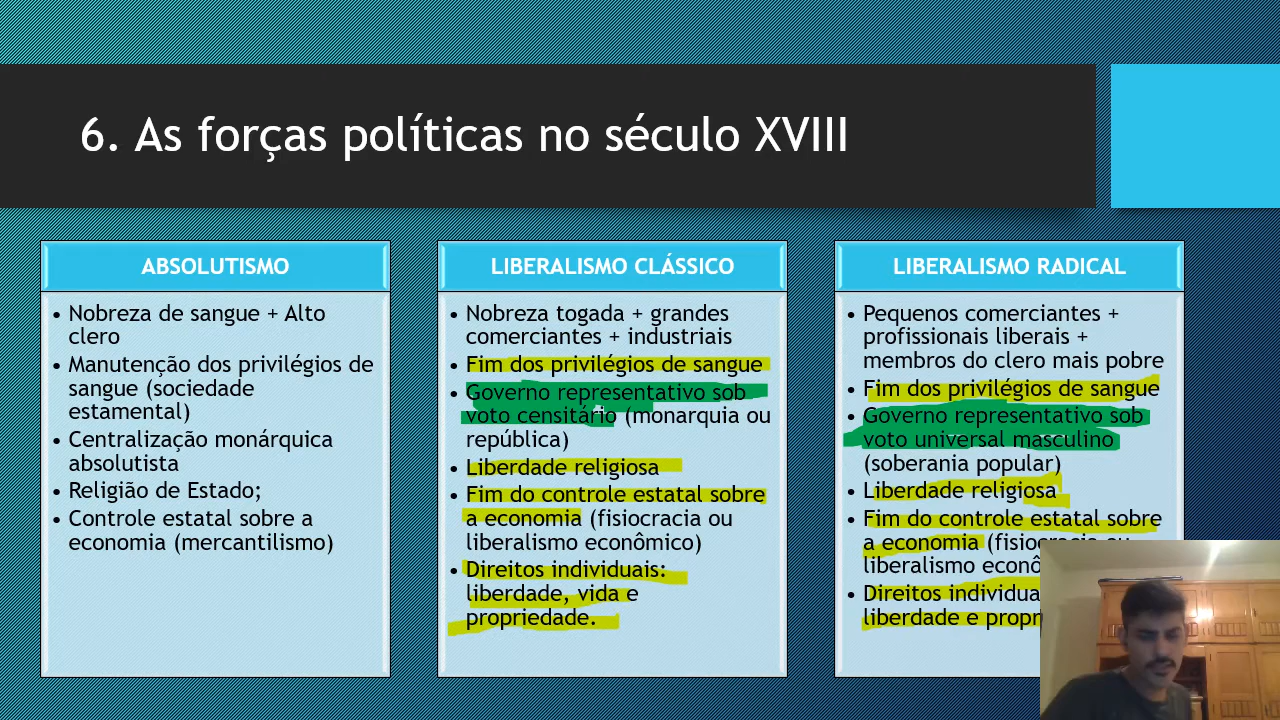 6. As forças políticas no século XVIII
ABSOLUTISMO
• Nobreza de sangue + Alto
clero
• Manutenção dos privilégios de
sangue (sociedade
estamental)
• Centralização monárquica
absolutista
• Religião de Estado;
• Controle estatal sobre a
economia (mercantilismo)
LIBERALISMO CLÁSSICO
• Nobreza togada + grandes
comerciantes + industriais
• Fim dos privilégios de sangue
• Governo representativo sob
voto censitário (monarquia ou
república)
• Liberdade religiosa
• Fim do controle estatal sobre
a economia (fisiocracia ou
liberalismo econômico)
• Direitos individuais:
liberdade, vida e
propriedade.
LIBERALISMO RADICAL
• Pequenos comerciantes +
profissionais liberais +
membros do clero mais pobre
• Fim dos privilégios de sangue
• Governo representativo sob
voto universal masculino
(soberania popular)
• Liberdade religiosa
• Fim do controle estatal sobre
a economia (fisiocracia ou
liberalismo
• Direitos
liberdade e